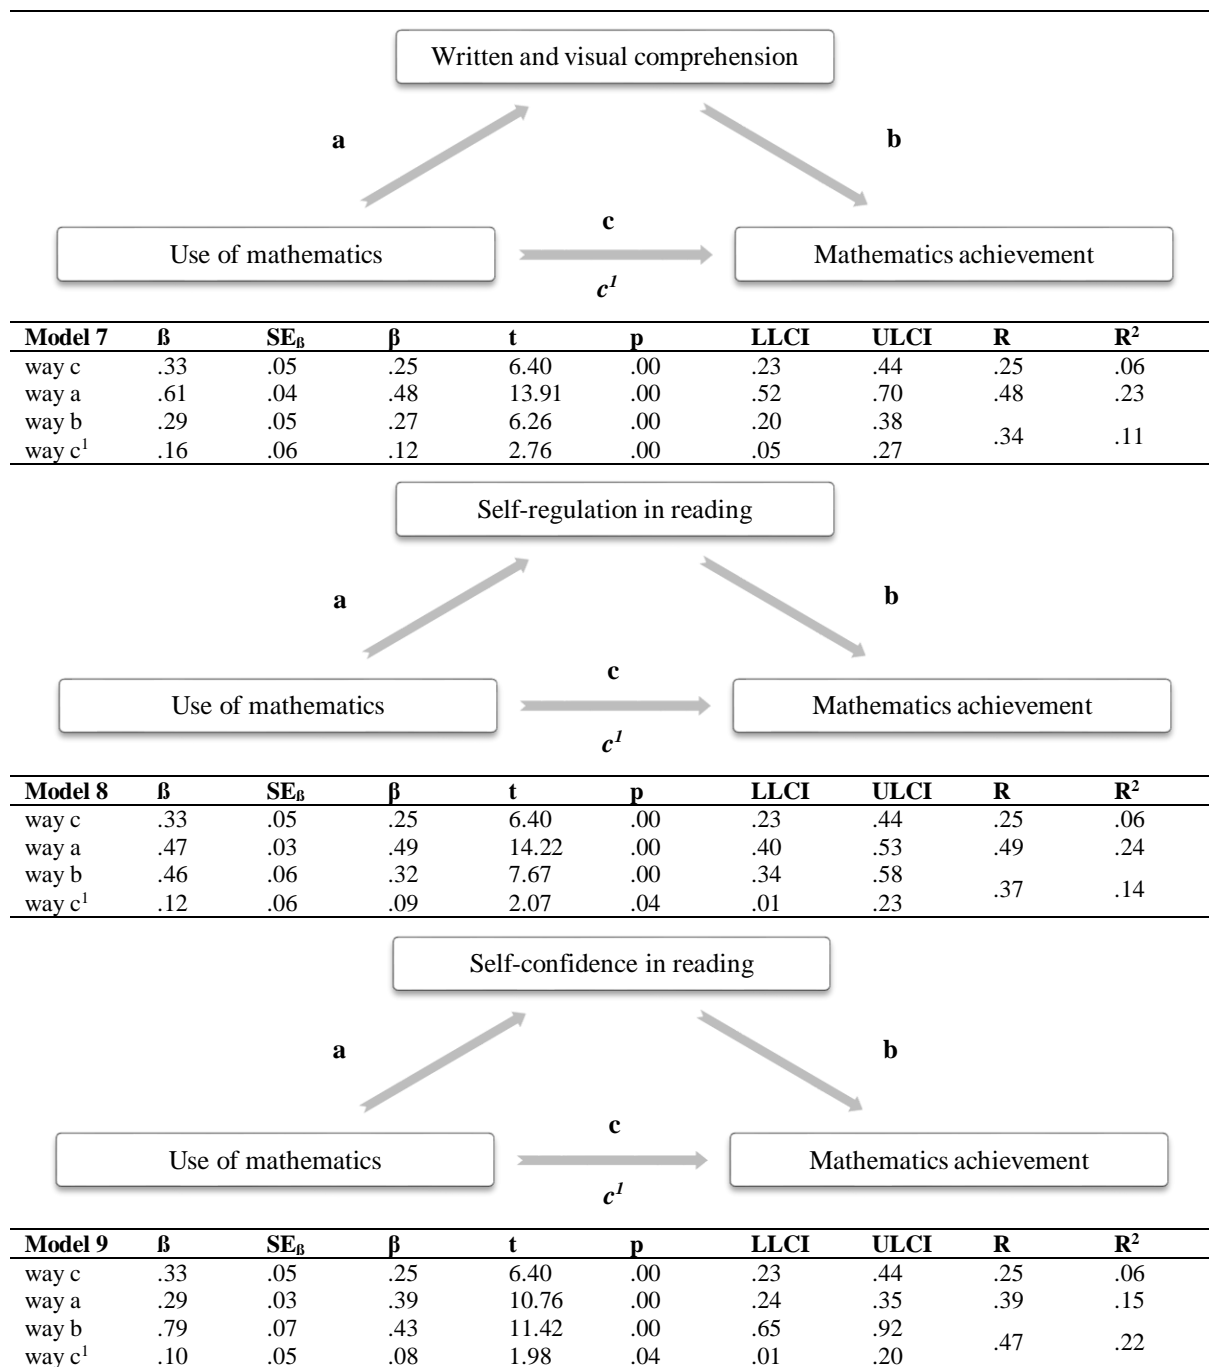 Written and visual comprehension
a
b
c
Use of mathematics
Mathematics achievement
c¹
Model 7 ß SEß β t p LLCI ULCI R R²
way c .33 .05 .25 6.40 .00 .23 .44 .25 .06
way a .61 .04 .48 13.91 .00 .52 .70 .48 .23
way b .29 .05 .27 6.26 .00 .20 .38 .34 .11
way c¹ .16 .06 .12 2.76 .00 .05 .27
Self-regulation in reading
a
b
c
Use of mathematics
Mathematics achievement
c¹
Model 8 ß SEß β t p LLCI ULCI R R²
way c .33 .05 .25 6.40 .00 .23 .44 .25 .06
way a .47 .03 .49 14.22 .00 .40 .53 .49 .24
way b .46 .06 .32 7.67 .00 .34 .58 .37 .14
way c¹ .12 .06 .09 2.07 .04 .01 .23
Self-confidence in reading
a
b
c
Use of mathematics
Mathematics achievement
c¹
Model 9 ß SEß β t p LLCI ULCI R R²
way c .33 .05 .25 6.40 .00 .23 .44 .25 .06
way a .29 .03 .39 10.76 .00 .24 .35 .39 .15
way b .79 .07 .43 11.42 .00 .65 .92 .47 .22
way c¹ .10 .05 .08 1.98 .04 .01 .20